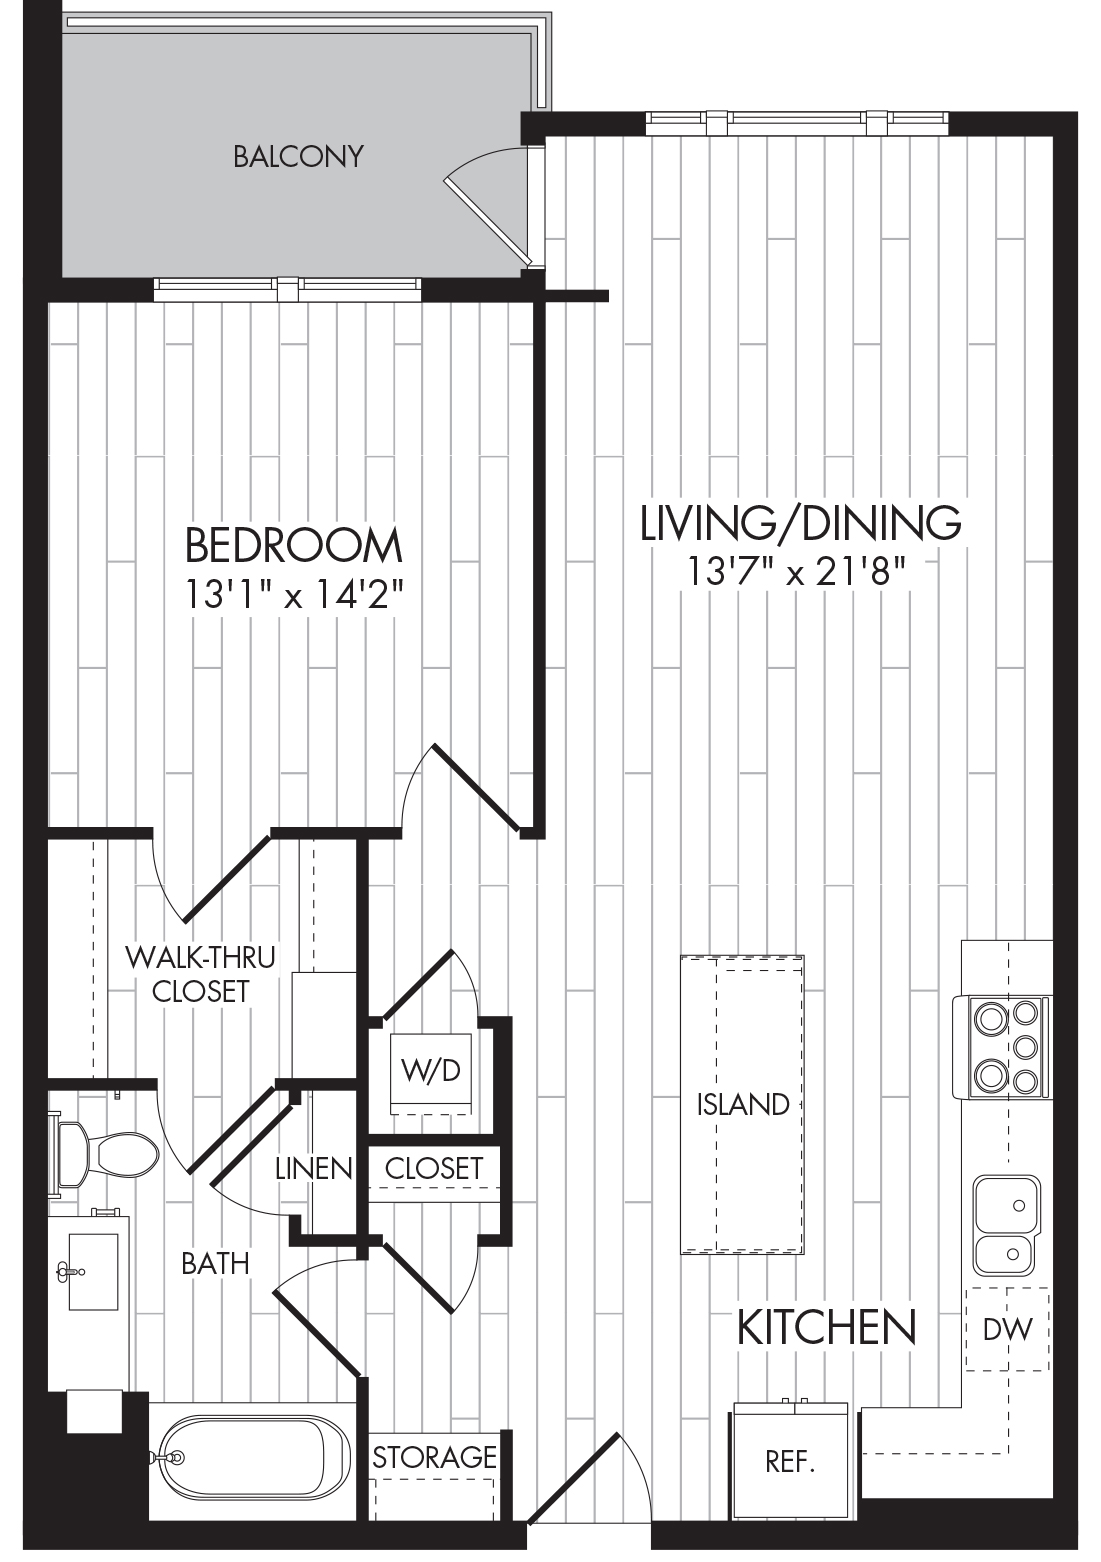 BALCONY
LIVING/DINING
13'7" x 21'8"
BEDROOM
13'1" x 14'2"
WALK-THRU
CLOSET
W/D
ISLAND
LINEN
CLOSET
BATH
KITCHEN
DW
STORAGE
REF.